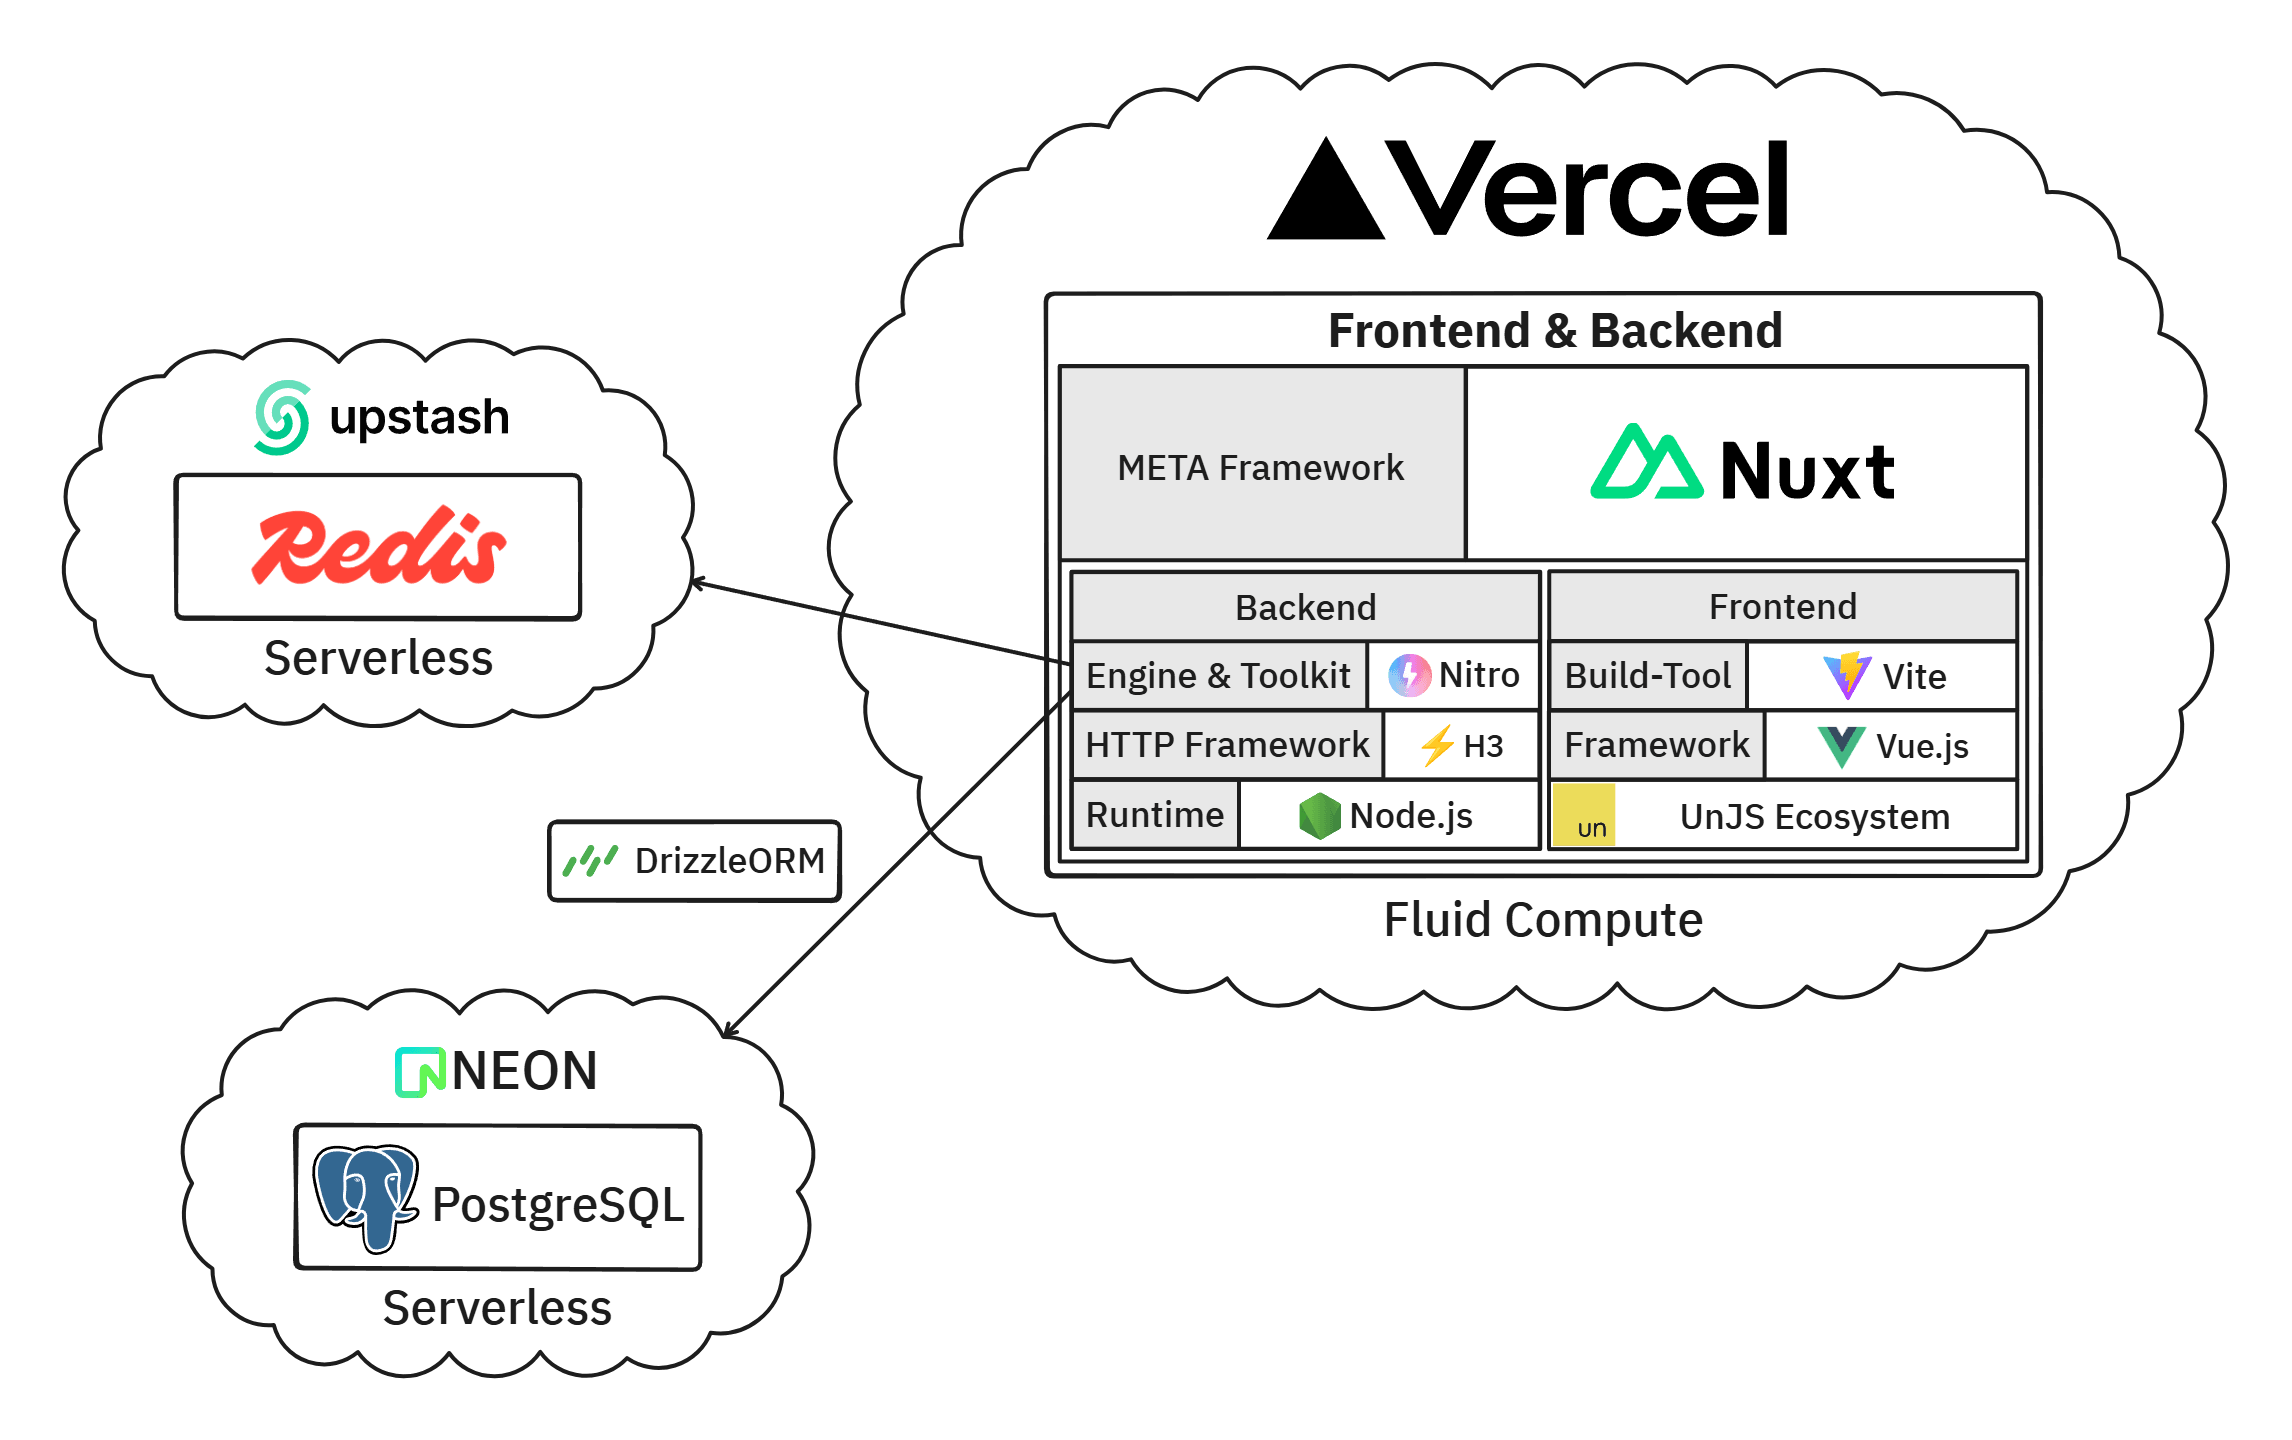 Vercel
Frontend & Backend
META Framework
Nuxt
Backend
Engine & Toolkit
Nitro
HTTP Framework
H3
Runtime
Node.js
Frontend
Build-Tool
Vite
Framework
Vue.js
un
UnJS Ecosystem
Fluid Compute
upstash
Redis
Serverless
DrizzleORM
NEON
PostgreSQL
Serverless